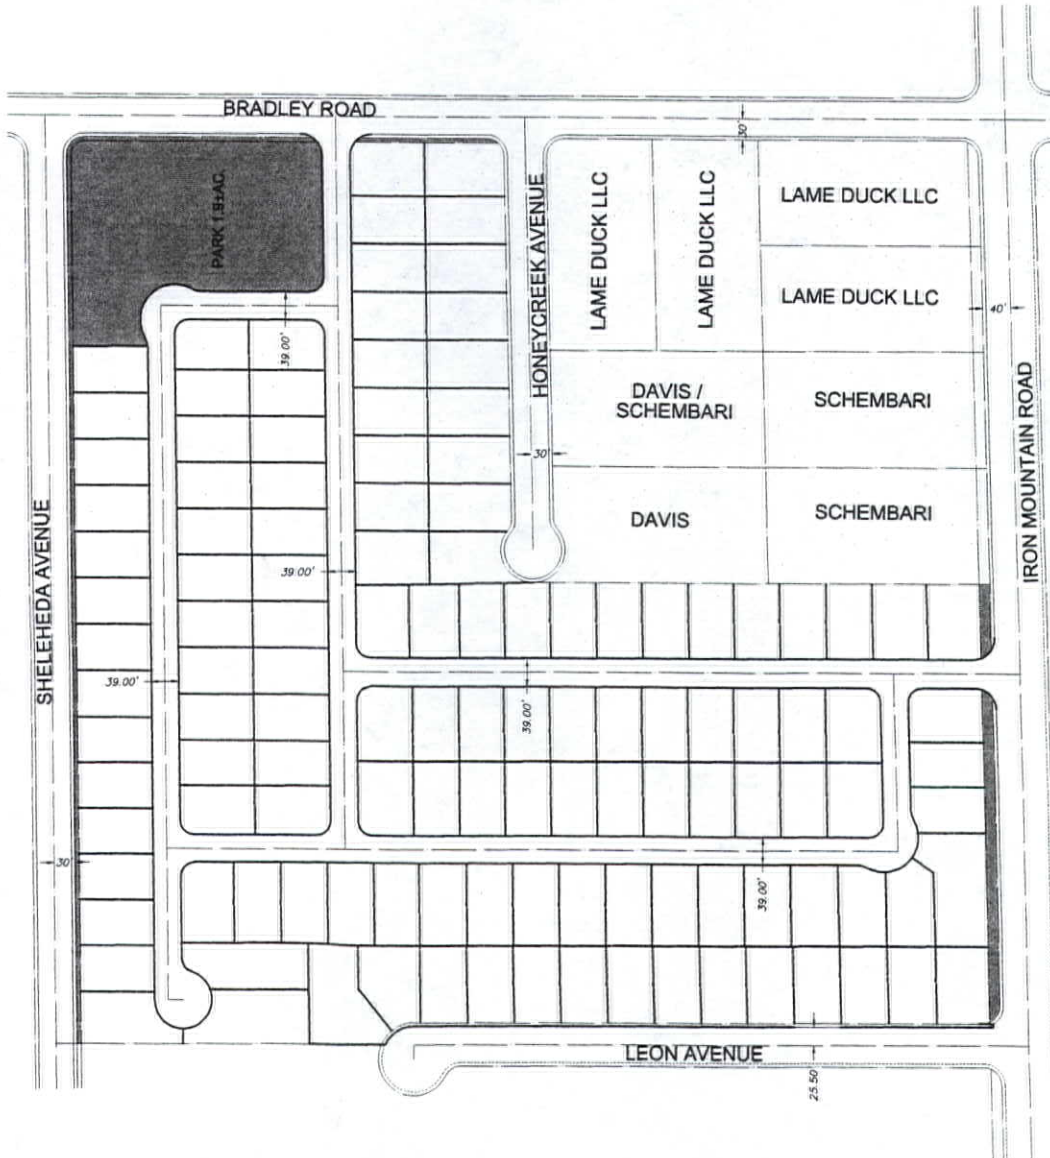 BRADLEY ROAD
30'
PARK 1.9±AC.
HONEYCREEK AVENUE
LAME DUCK LLC
LAME DUCK LLC
LAME DUCK LLC
LAME DUCK LLC
40'
39.00'
DAVIS /
SCHEMBARI
SCHEMBARI
30'
DAVIS
SCHEMBARI
IRON MOUNTAIN ROAD
SHELEHEDA AVENUE
39.00'
39.00'
39.00'
30'
39.00'
LEON AVENUE
25.50